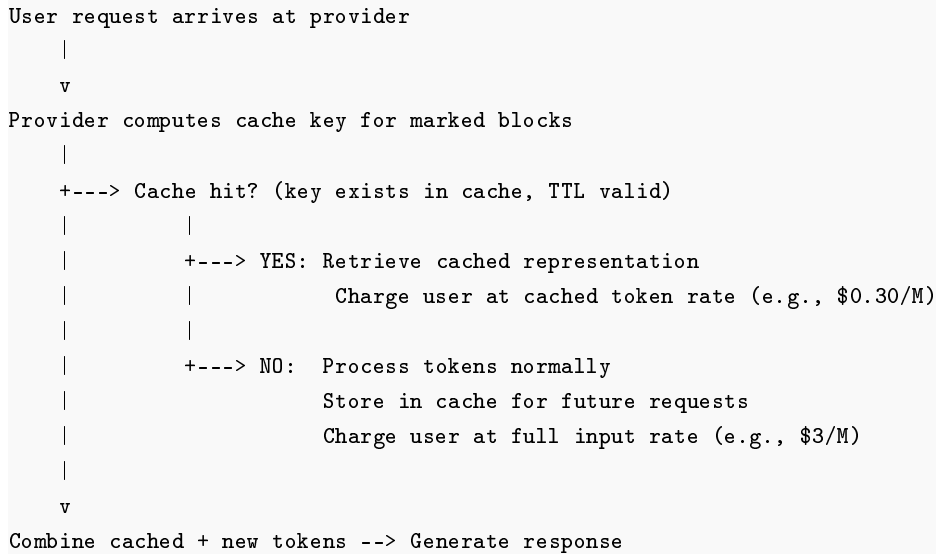 User request arrives at provider
    |
    v
Provider computes cache key for marked blocks
    |
    +---> Cache hit? (key exists in cache, TTL valid)
    |         |
    |         +---> YES: Retrieve cached representation
    |         |          Charge user at cached token rate (e.g., $0.30/M)
    |         |
    |         +---> NO:  Process tokens normally
    |                    Store in cache for future requests
    |                    Charge user at full input rate (e.g., $3/M)
    |
    v
Combine cached + new tokens --> Generate response